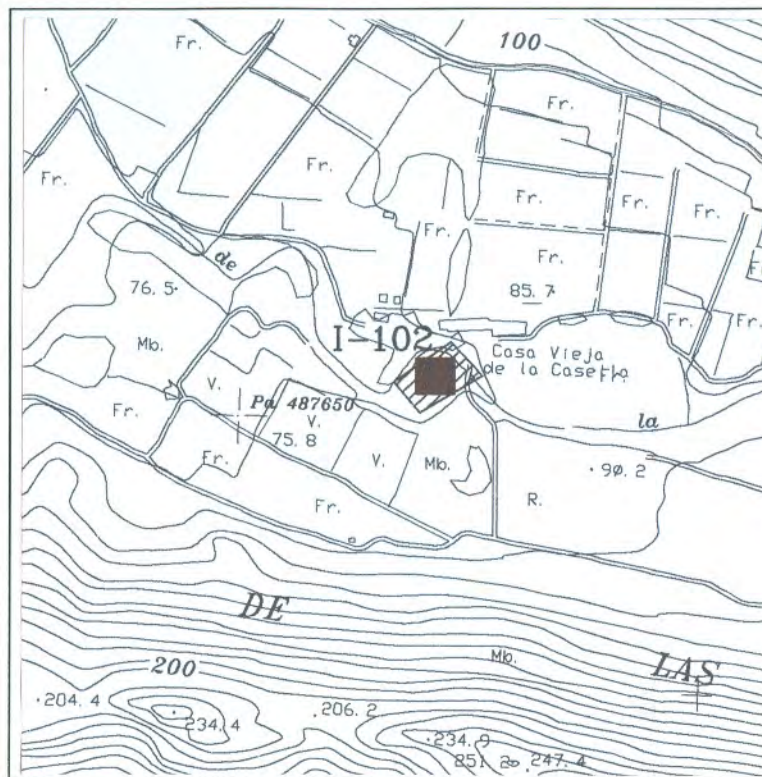 Fr.
100
Fr.
Fr.
Fr.
Fr.
Fr.
Fr.
Fr.
Fr.
Fr.
de
76. 5
85. 7
Fr.
Fr.
I-102
Mb.
Casa Vieja
de la
V.
Pa 487650
la
Fr.
V.
75. 8
Fr.
V.
Mb.
90. 2
R.
Fr.
DE
Mb.
200
LAS
204. 4
234. 4
206. 2
234. 9
247. 4